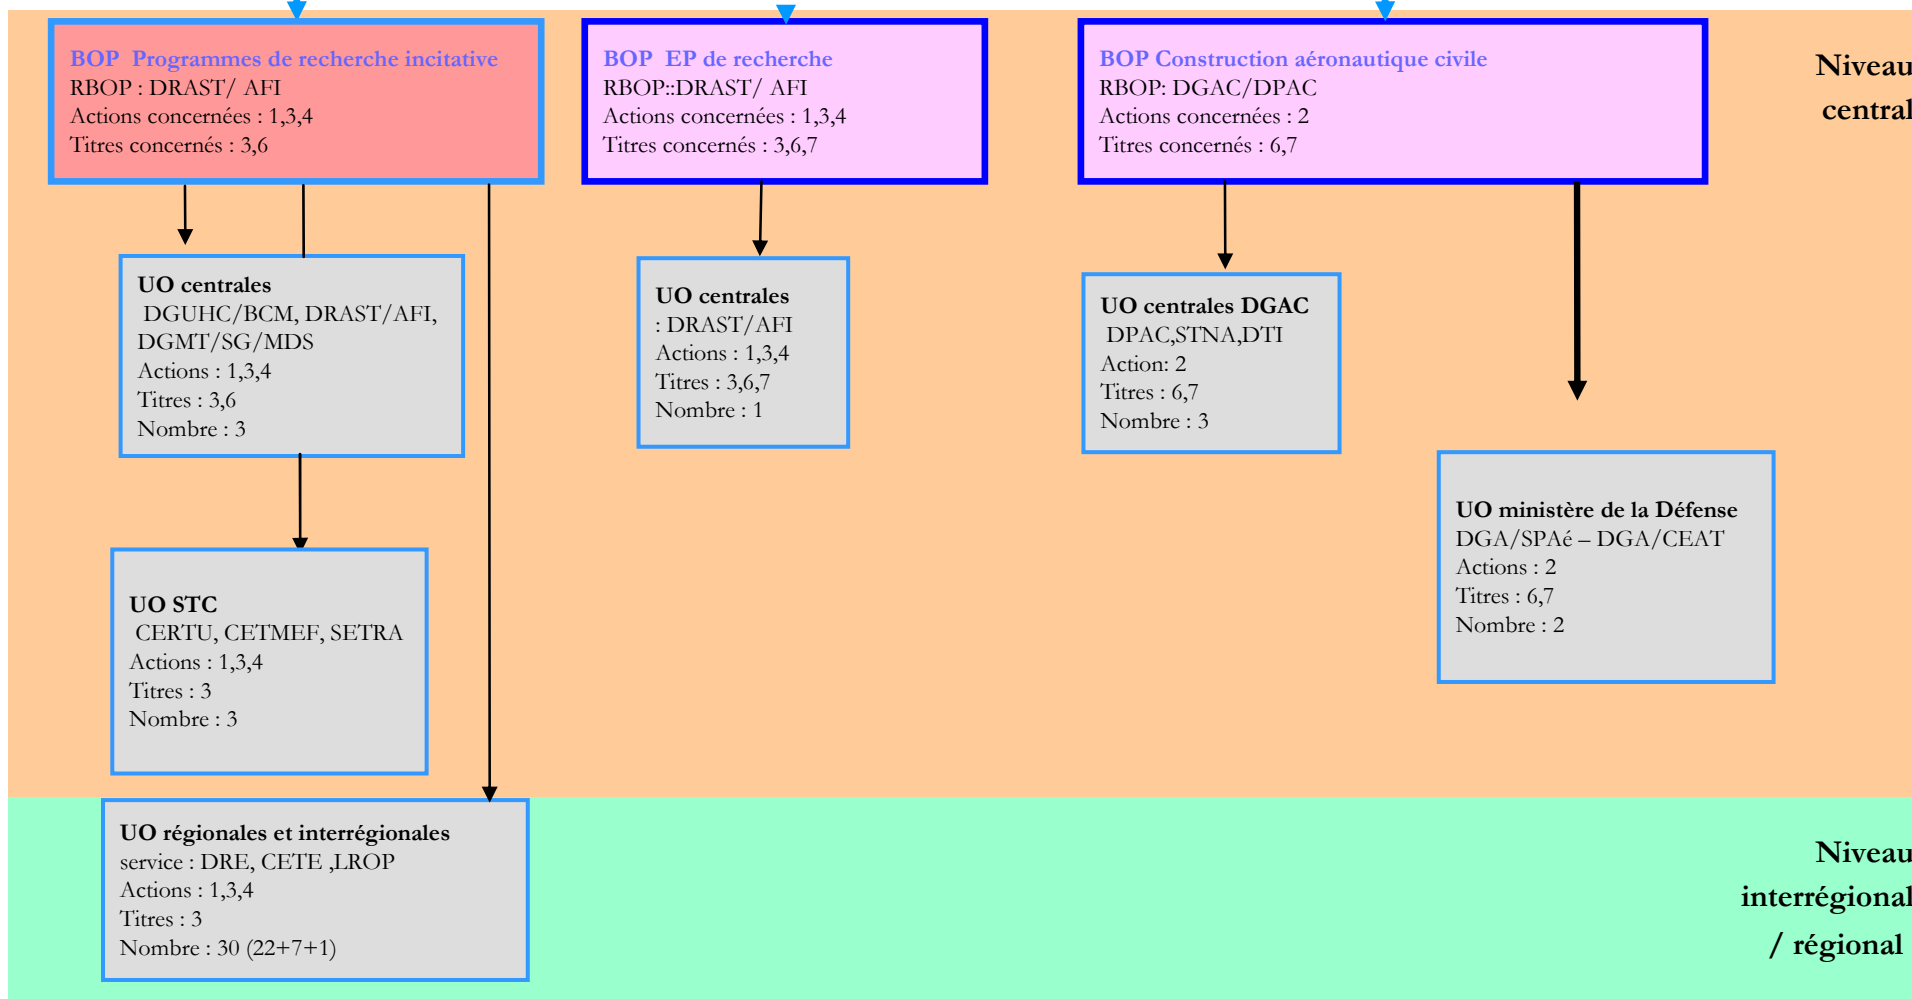 BOP Programmes de recherche incitative
RBOP : DRAST/ AFI
Actions concernées : 1,3,4
Titres concernés : 3,6
BOP EP de recherche
RBOP::DRAST/ AFI
Actions concernées : 1,3,4
Titres concernés : 3,6,7
BOP Construction aéronautique civile
RBOP: DGAC/DPAC
Actions concernées : 2
Titres concernés : 6,7
Niveau
central
UO centrales
DGUHC/BCM, DRAST/AFI,
DGMT/SG/MDS
Actions : 1,3,4
Titres : 3,6
Nombre : 3
UO centrales
: DRAST/AFI
Actions : 1,3,4
Titres : 3,6,7
Nombre : 1
UO centrales DGAC
DPAC,STNA,DTI
Action: 2
Titres : 6,7
Nombre : 3
UO ministère de la Défense
DGA/SPAé – DGA/CEAT
Actions : 2
Titres : 6,7
Nombre : 2
UO STC
CERTU, CETMEF, SETRA
Actions : 1,3,4
Titres : 3
Nombre : 3
UO régionales et interrégionales
service : DRE, CETE ,LROP
Actions : 1,3,4
Titres : 3
Nombre : 30 (22+7+1)
Niveau
interrégional
/ régional